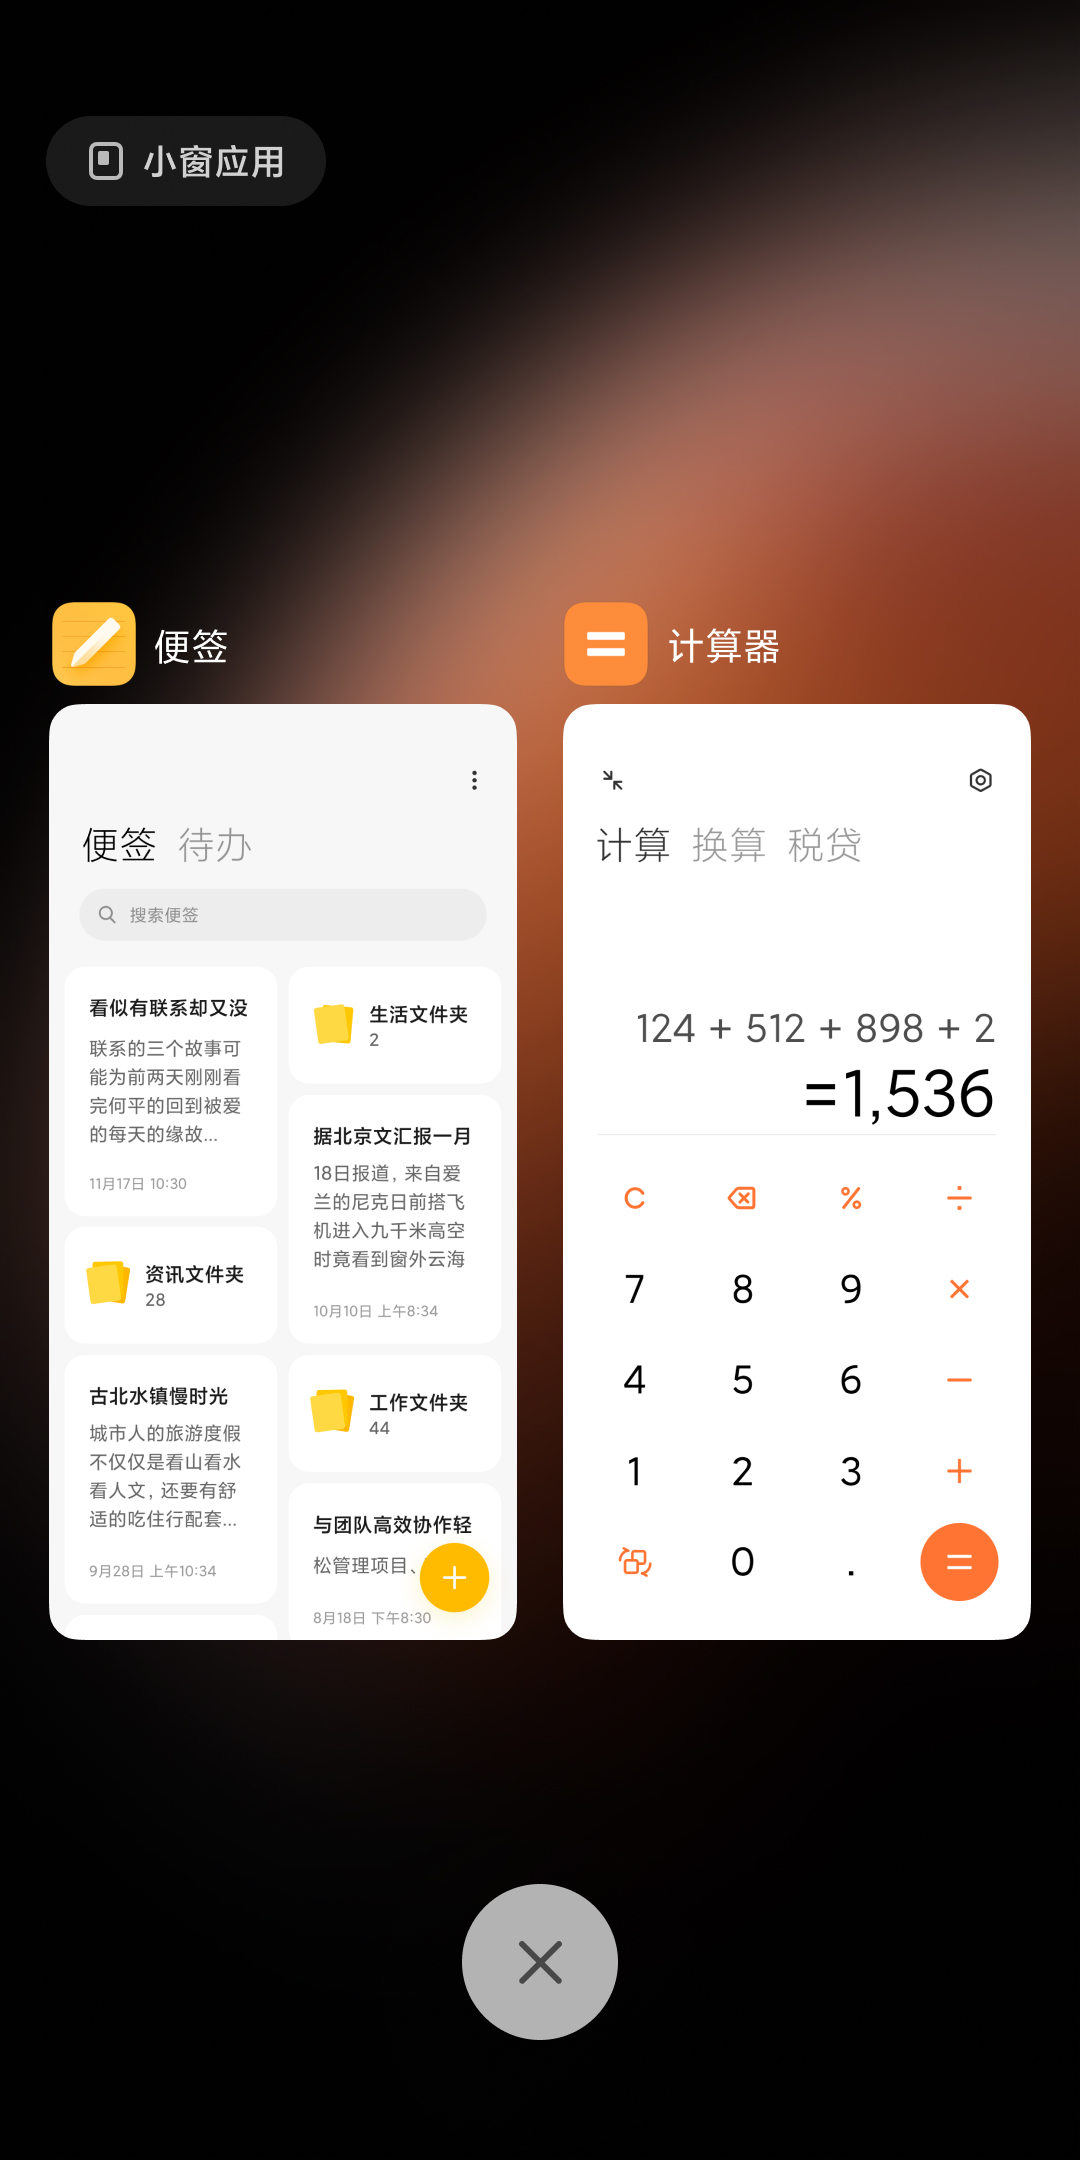 小窗应用
便签
便签 待办
搜索便签
看似有联系却又没
联系的三个故事可
能为前两天刚刚看
完何平的回到被爱
的每天的缘故...
11月17日 10:30
资讯文件夹
28
古北水镇慢时光
城市人的旅游度假
不仅仅是看山看水
看人文，还要有舒
适的吃住行配套...
9月28日 上午10:34
生活文件夹
2
据北京文汇报一月
18日报道，来自爱
兰的尼克日前搭飞
机进入九千米高空
时竟看到窗外云海
10月10日 上午8:34
工作文件夹
44
与团队高效协作轻
松管理项目、
8月18日 下午8:30
计算器
计算 换算 税贷
124 + 512 + 898 + 2
=1,536
C % ÷
7 8 9 ×
4 5 6 −
1 2 3 +
0 . =